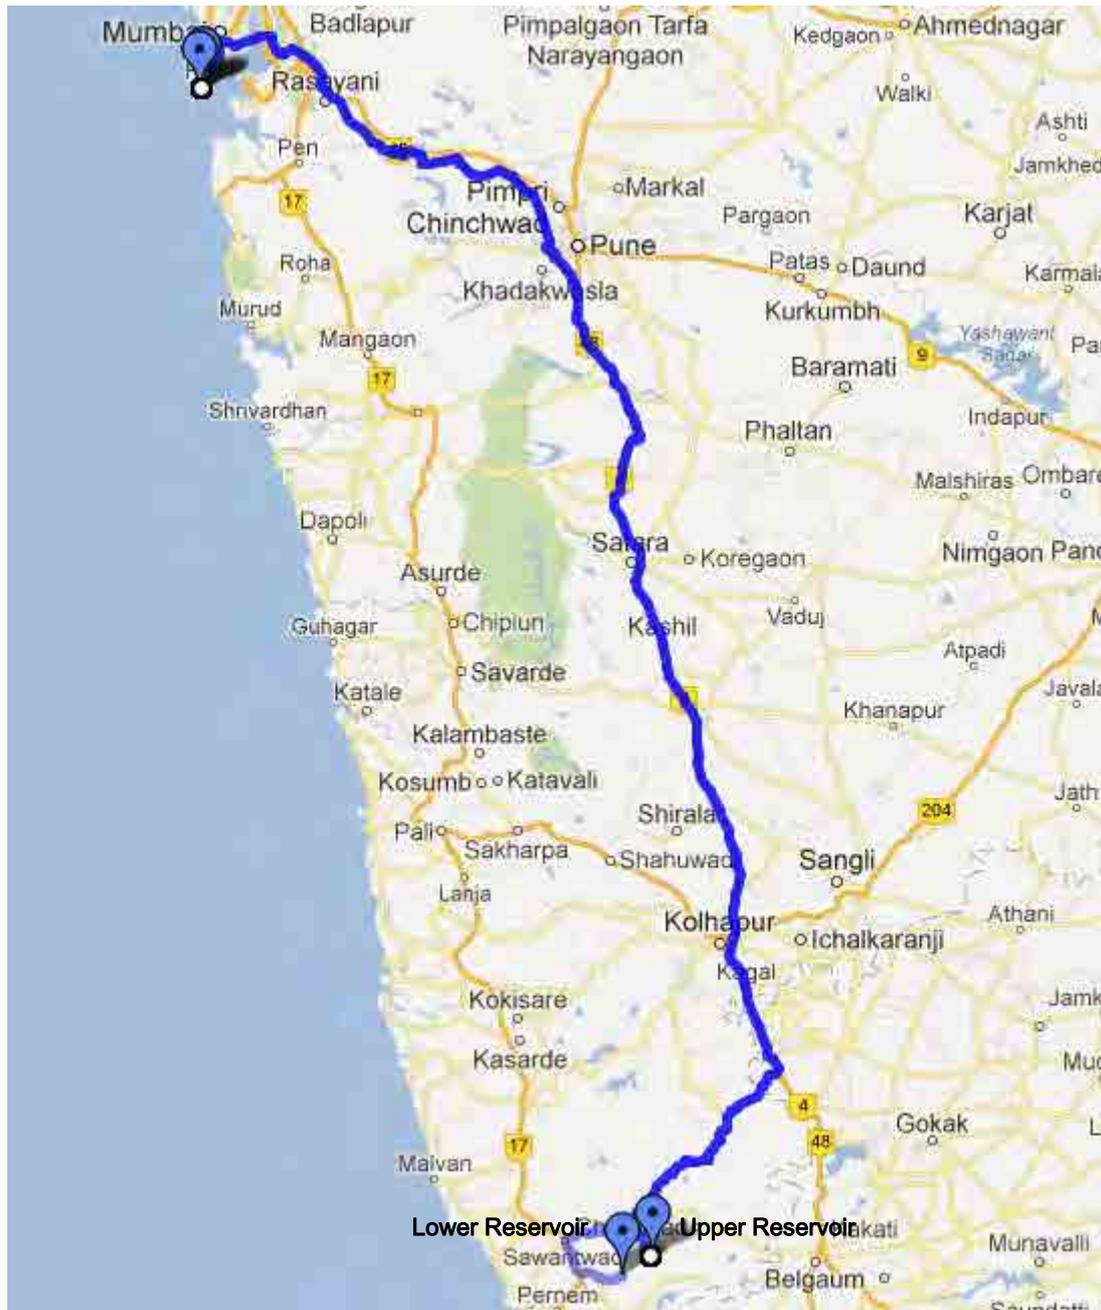 Badlapur
Pimpalgaon Tarfa
Narayangaon
Ahmednagar
Kedgaon
Rasayani
Walki
Ashti
Pen
Jamkhed
Pimpri
Chinchwad
Markal
17
Pargaon
Karjat
Pune
Roha
Patas
Daund
Khadakwasla
Karmala
Murud
Kurkumbh
Mangaon
Yashawant
Sagar
Pa
9
Baramati
17
Shrivardhan
Indapur
Phaltan
Malshiras
Ombare
Dapoli
Satara
Koregaon
Nimgaon
Pand
Asurde
Vaduj
Guhagar
Chiplun
Kashil
Atpadi
Savarde
Katale
Javala
Khanapur
Kalambaste
Kosumb
Katavali
Jath
204
Shirala
Pali
Sakharpa
Shahuwadi
Sangli
Lanja
Athani
Kolhapur
Ichalkaranji
Kagal
Kokisare
Jamk
Kasarde
Mud
4
Gokak
17
48
Malvan
Lower Reservoir
Upper Reservoir
Sawantwadi
Munavalli
Belgaum
Pernem